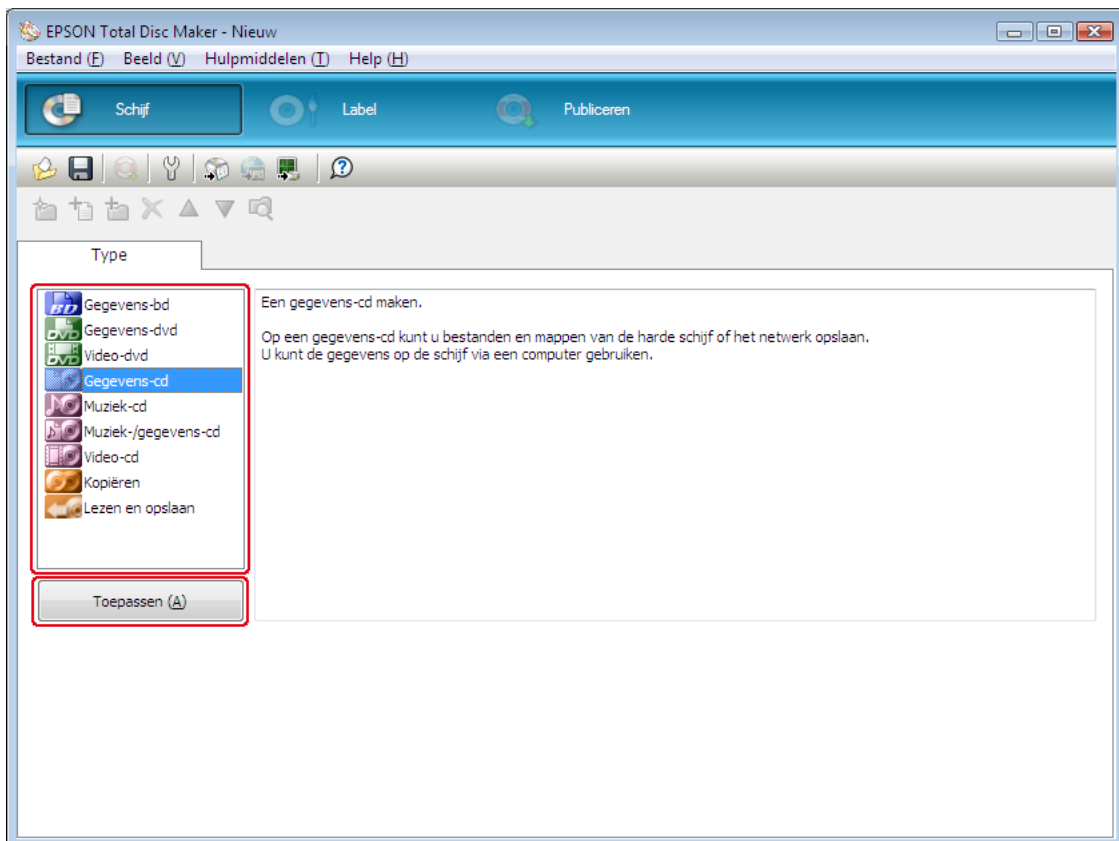 EPSON Total Disc Maker - Nieuw
Bestand (F) Beeld (V) Hulpmiddelen (T) Help (H)
Schijf Label Publiceren
Type
BD Gegevens-bd
DVD Gegevens-dvd
DVD Video-dvd
Gegevens-cd
Muziek-cd
Muziek-/gegevens-cd
Video-cd
Kopiëren
Lezen en opslaan
Toepassen (A)
Een gegevens-cd maken.
Op een gegevens-cd kunt u bestanden en mappen van de harde schijf of het netwerk opslaan.
U kunt de gegevens op de schijf via een computer gebruiken.